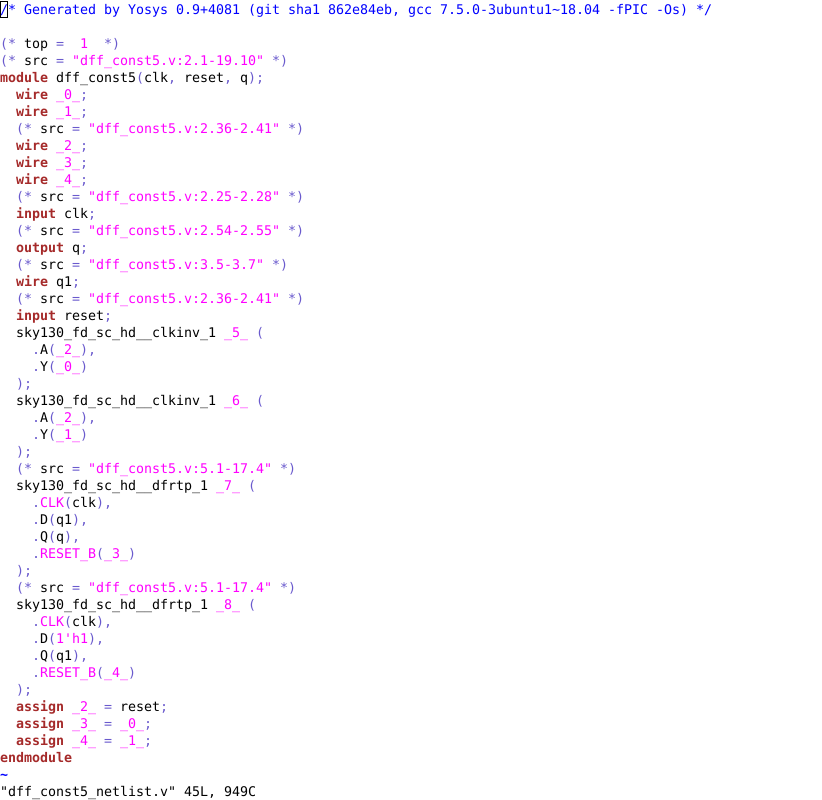 /* Generated by Yosys 0.9+4081 (git sha1 862e84eb, gcc 7.5.0-3ubuntu1~18.04 -fPIC -Os) */

(* top =  1  *)
(* src = "dff_const5.v:2.1-19.10" *)
module dff_const5(clk, reset, q);
  wire _0_;
  wire _1_;
  (* src = "dff_const5.v:2.36-2.41" *)
  wire _2_;
  wire _3_;
  wire _4_;
  (* src = "dff_const5.v:2.25-2.28" *)
  input clk;
  (* src = "dff_const5.v:2.54-2.55" *)
  output q;
  (* src = "dff_const5.v:3.5-3.7" *)
  wire q1;
  (* src = "dff_const5.v:2.36-2.41" *)
  input reset;
  sky130_fd_sc_hd__clkinv_1 _5_ (
    .A(_2_),
    .Y(_0_)
  );
  sky130_fd_sc_hd__clkinv_1 _6_ (
    .A(_2_),
    .Y(_1_)
  );
  (* src = "dff_const5.v:5.1-17.4" *)
  sky130_fd_sc_hd__dfrtp_1 _7_ (
    .CLK(clk),
    .D(q1),
    .Q(q),
    .RESET_B(_3_)
  );
  (* src = "dff_const5.v:5.1-17.4" *)
  sky130_fd_sc_hd__dfrtp_1 _8_ (
    .CLK(clk),
    .D(1'h1),
    .Q(q1),
    .RESET_B(_4_)
  );
  assign _2_ = reset;
  assign _3_ = _0_;
  assign _4_ = _1_;
endmodule
~
"dff_const5_netlist.v" 45L, 949C